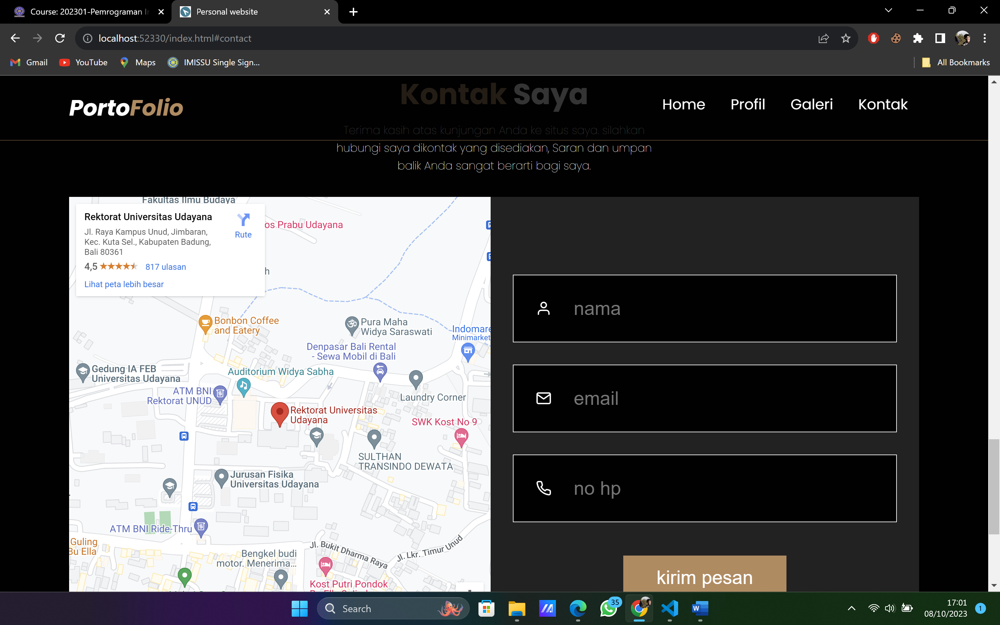 Course: 202301-Pemrograman Ir
Personal website
localhost:52330/index.html#contact
Gmail
YouTube
Maps
IMISSU Single Sign...
All Bookmarks
PortoFolio
Home
Profil
Galeri
Kontak
Kontak Saya
Terima kasih atas kunjungan Anda ke situs saya. silahkan
hubungi saya dikontak yang disediakan, Saran dan umpan
balik Anda sangat berarti bagi saya.
Fakultas Ilmu Budaya
Rektorat Universitas Udayana
Jl. Raya Kampus Unud, Jimbaran,
Kec. Kuta Sel., Kabupaten Badung,
Bali 80361
4,5
817 ulasan
Lihat peta lebih besar
Rute
os Prabu Udayana
h
Bonbon Coffee
and Eatery
Pura Maha
Widya Saraswati
Indomare
Minimarket
Denpasar Bali Rental
- Sewa Mobil di Bali
Gedung IA FEB
Universitas Udayana
Auditorium Widya Sabha
ATM BNI
Rektorat UNUD
Laundry Corner
Rektorat Universitas
Udayana
SWK Kost No 9
SULTHAN
TRANSINDO DEWATA
Jurusan Fisika
Universitas Udayana
ATM BNI Ride-Thru
Guling
Bu Ella
Bengkel budi
motor. Menerima...
Jl. Bukit Dharma Raya
Jl. Lkr. Timur Unud
Kost Putri Pondok
nama
email
no hp
kirim pesan
Search
35
17:01
08/10/2023
1